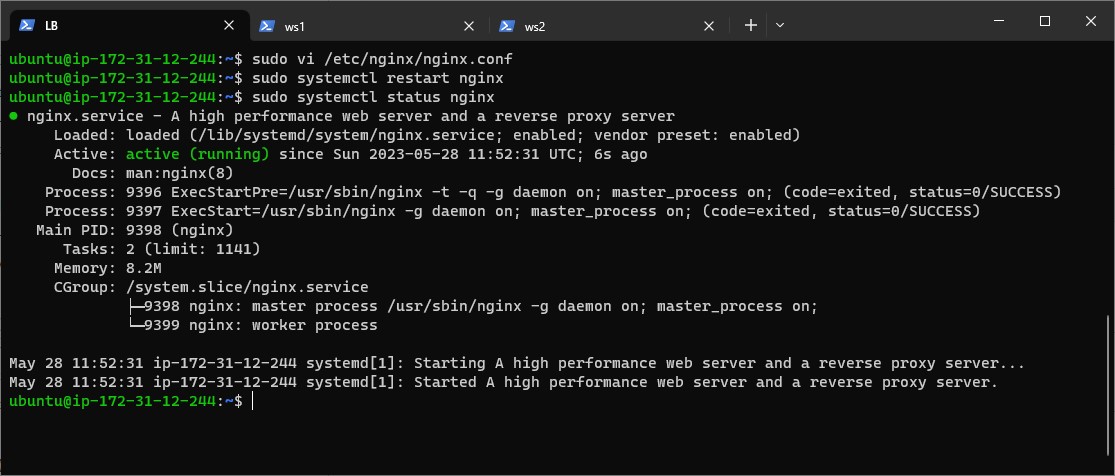 LB ws1 ws2
ubuntu@ip-172-31-12-244:~$ sudo vi /etc/nginx/nginx.conf
ubuntu@ip-172-31-12-244:~$ sudo systemctl restart nginx
ubuntu@ip-172-31-12-244:~$ sudo systemctl status nginx
● nginx.service - A high performance web server and a reverse proxy server
     Loaded: loaded (/lib/systemd/system/nginx.service; enabled; vendor preset: enabled)
     Active: active (running) since Sun 2023-05-28 11:52:31 UTC; 6s ago
       Docs: man:nginx(8)
    Process: 9396 ExecStartPre=/usr/sbin/nginx -t -q -g daemon on; master_process on; (code=exited, status=0/SUCCESS)
    Process: 9397 ExecStart=/usr/sbin/nginx -g daemon on; master_process on; (code=exited, status=0/SUCCESS)
   Main PID: 9398 (nginx)
      Tasks: 2 (limit: 1141)
     Memory: 8.2M
     CGroup: /system.slice/nginx.service
             ├─9398 nginx: master process /usr/sbin/nginx -g daemon on; master_process on;
             └─9399 nginx: worker process
May 28 11:52:31 ip-172-31-12-244 systemd[1]: Starting A high performance web server and a reverse proxy server...
May 28 11:52:31 ip-172-31-12-244 systemd[1]: Started A high performance web server and a reverse proxy server.
ubuntu@ip-172-31-12-244:~$